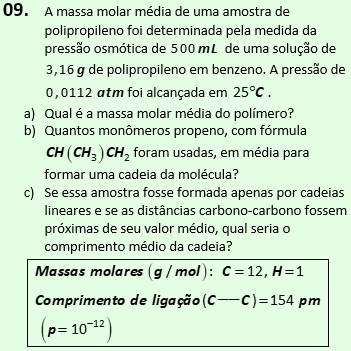 09. A massa molar média de uma amostra de
polipropileno foi determinada pela medida da
pressão osmótica de 500 mL de uma solução de
3,16 g de polipropileno em benzeno. A pressão de
0,0112 atm foi alcançada em 25°C .
a) Qual é a massa molar média do polímero?
b) Quantos monômeros propeno, com fórmula
CH(CH₃)CH₂ foram usadas, em média para
formar uma cadeia da molécula?
c) Se essa amostra fosse formada apenas por cadeias
lineares e se as distâncias carbono-carbono fossem
próximas de seu valor médio, qual seria o
comprimento médio da cadeia?
Massas molares (g / mol): C = 12, H = 1
Comprimento de ligação(C──C)=154 pm
(p= 10⁻¹²)